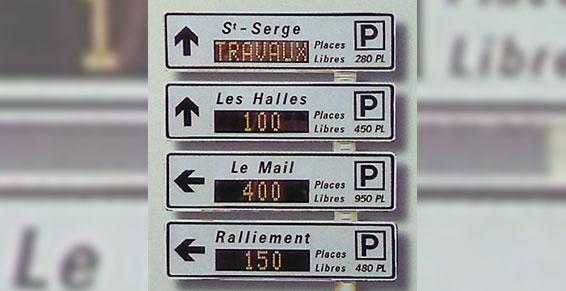 St-Serge
TRAVAUX
Places
Libres
P
280 PL
Les Halles
100
Places
Libres
P
450 PL
Le Mail
400
Places
Libres
P
950 PL
Ralliement
150
Places
Libres
P
480 PL